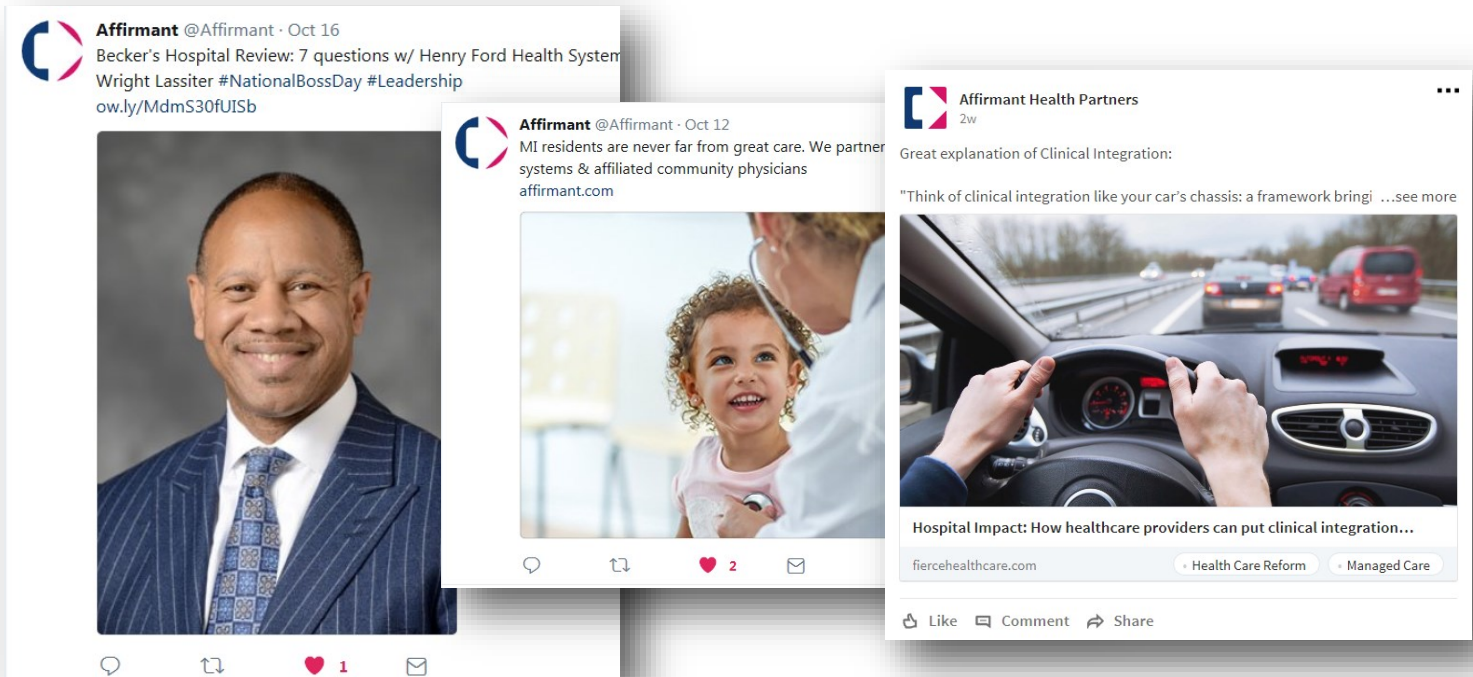 Affirmant @Affirmant · Oct 16
Becker's Hospital Review: 7 questions w/ Henry Ford Health System
Wright Lassiter #NationalBossDay #Leadership
ow.ly/MdmS30fUISb
1
Affirmant @Affirmant · Oct 12
MI residents are never far from great care. We partner
systems & affiliated community physicians
affirmant.com
2
Affirmant Health Partners
2w
Great explanation of Clinical Integration:
"Think of clinical integration like your car's chassis: a framework bringi ...see more
Hospital Impact: How healthcare providers can put clinical integration...
fiercehealthcare.com
• Health Care Reform
• Managed Care
Like
Comment
Share